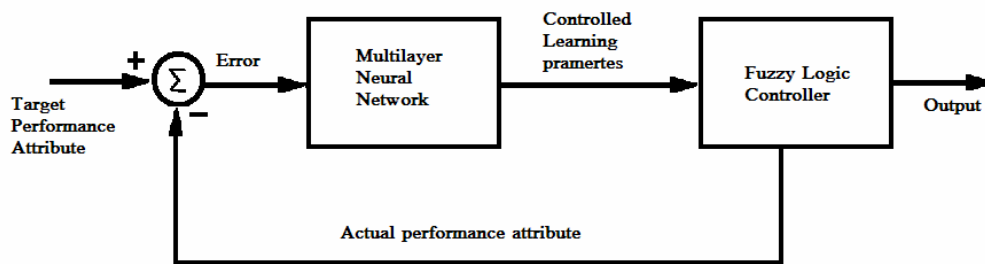 +
Σ
−
Target
Performance
Attribute
Error
Multilayer
Neural
Network
Controlled
Learning
pramertes
Fuzzy Logic
Controller
Output
Actual performance attribute